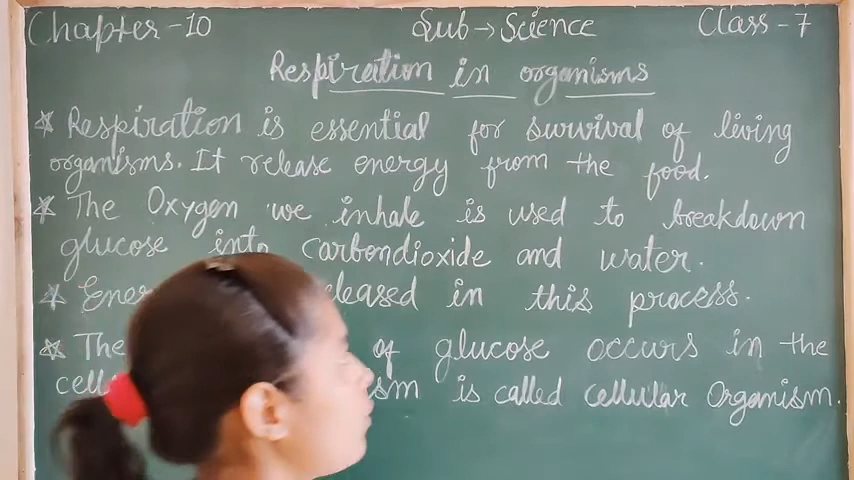 Chapter-10 Sub→Science Class-7
Respiration in organisms
☆ Respiration is essential for survival of living
organisms. It release energy from the food.
☆ The Oxygen we inhale is used to breakdown
glucose into carbondioxide and water.
☆ Ener eleased in this process.
☆ The of glucose occurs in the
cell sm is called cellular Organism.